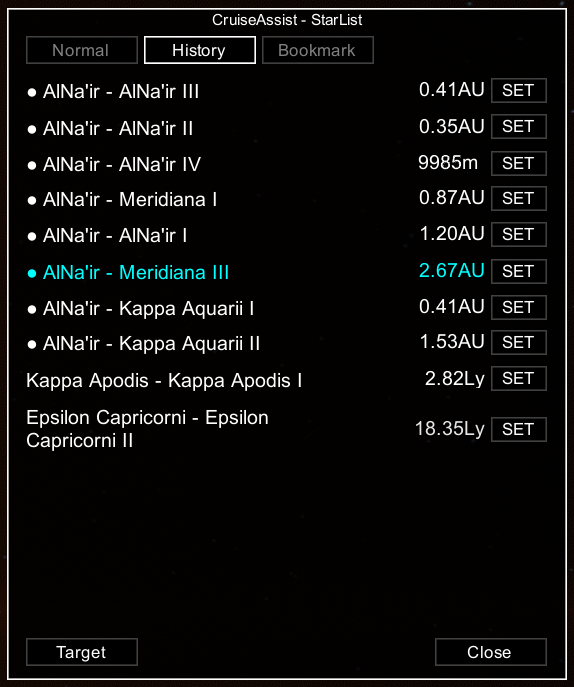 CruiseAssist - StarList
Normal History Bookmark
● AlNa'ir - AlNa'ir III 0.41AU SET
● AlNa'ir - AlNa'ir II 0.35AU SET
● AlNa'ir - AlNa'ir IV 9985m SET
● AlNa'ir - Meridiana I 0.87AU SET
● AlNa'ir - AlNa'ir I 1.20AU SET
● AlNa'ir - Meridiana III 2.67AU SET
● AlNa'ir - Kappa Aquarii I 0.41AU SET
● AlNa'ir - Kappa Aquarii II 1.53AU SET
Kappa Apodis - Kappa Apodis I 2.82Ly SET
Epsilon Capricorni - Epsilon
Capricorni II 18.35Ly SET
Target Close